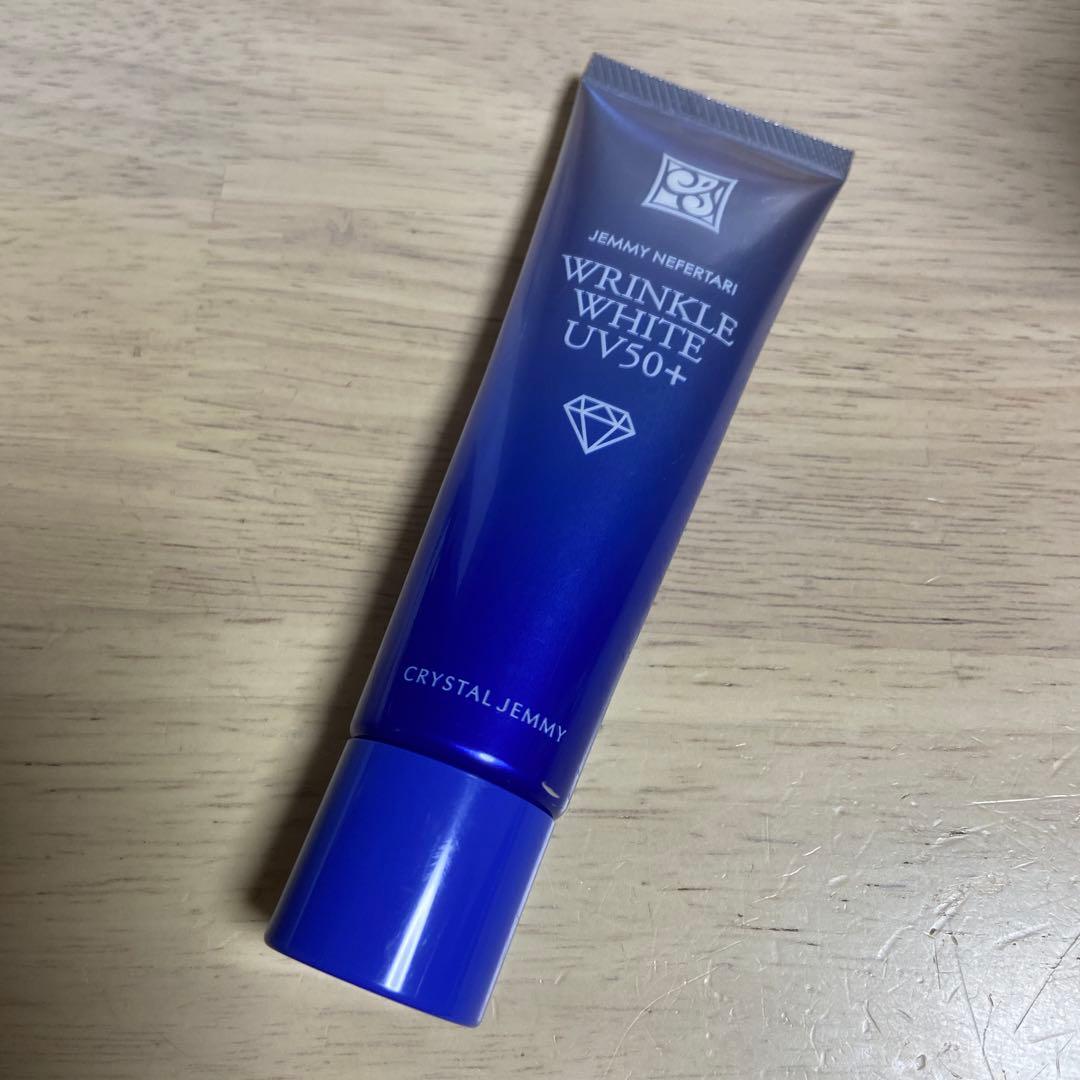 JEMMY NEFERTARI
WRINKLE
WHITE
UV50+
CRYSTAL JEMMY